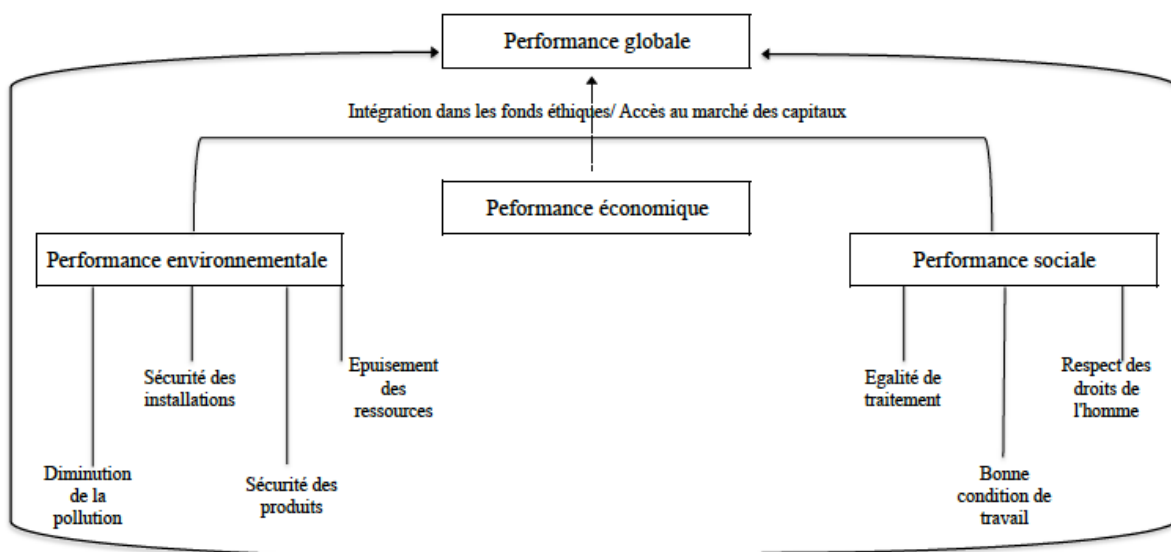 Performance globale
Intégration dans les fonds éthiques/ Accès au marché des capitaux
Peformance économique
Performance environnementale
Performance sociale
Sécurité des
installations
Epuisement
des
ressources
Diminution
de la
pollution
Sécurité des
produits
Egalité de
traitement
Respect des
droits de
l'homme
Bonne
condition de
travail